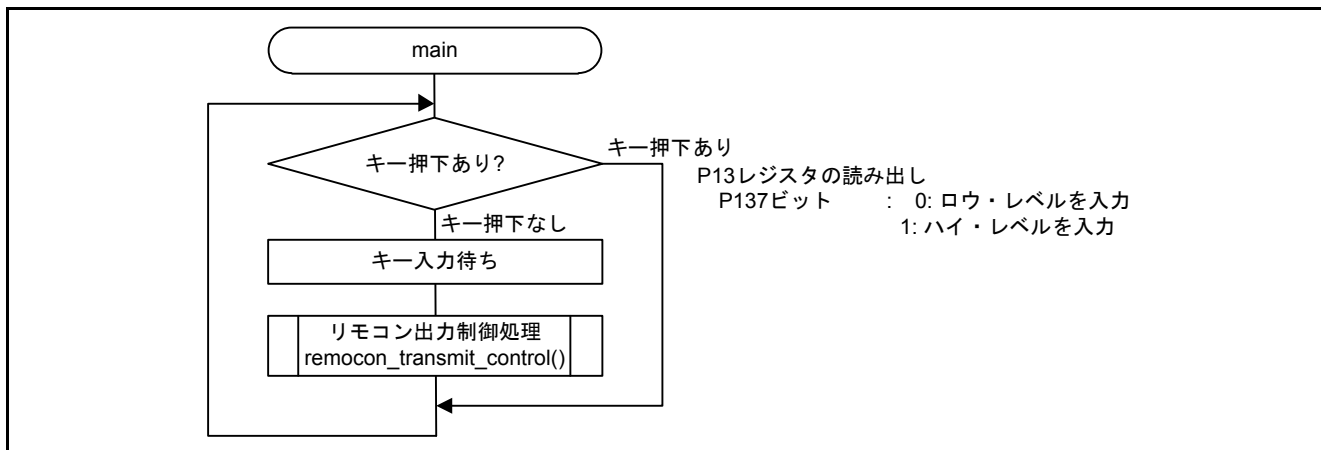 main
キー押下あり?
キー押下あり
P13レジスタの読み出し
P137ビット : 0: ロウ・レベルを入力
1: ハイ・レベルを入力
キー押下なし
キー入力待ち
リモコン出力制御処理
remocon_transmit_control()